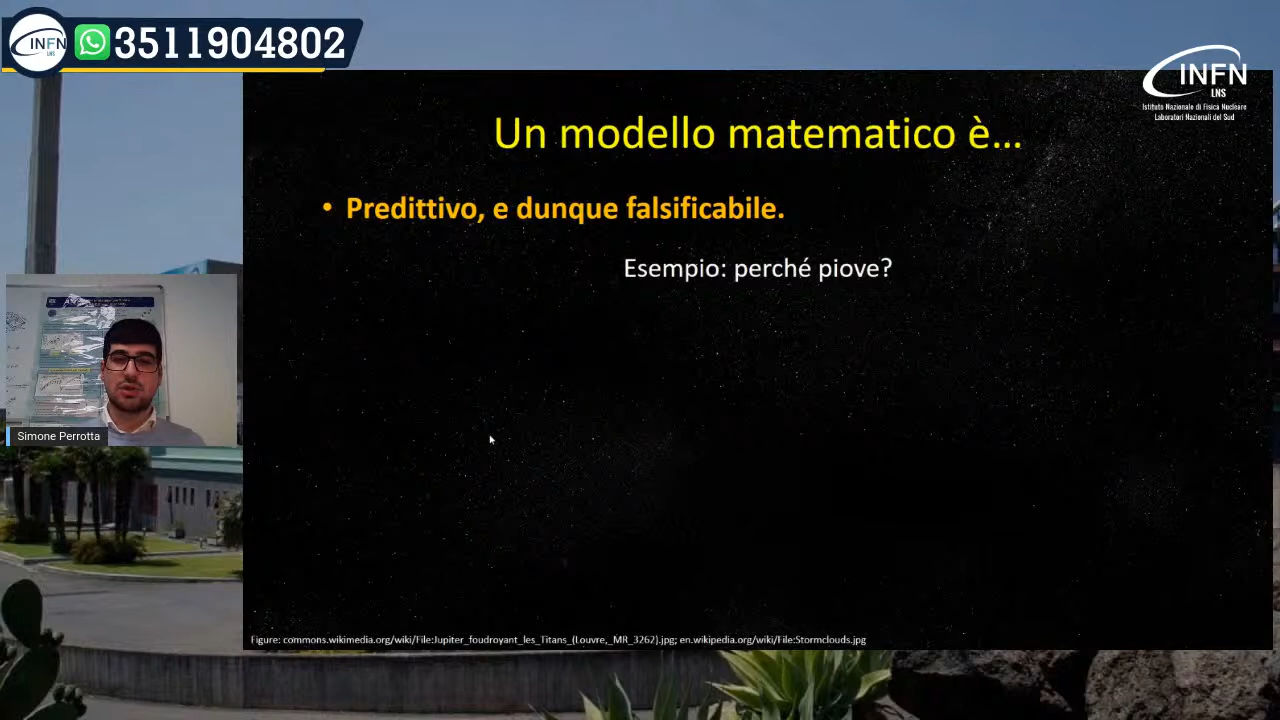 INFN
LNS
3511904802
INFN
LNS
Istituto Nazionale di Fisica Nucleare
Laboratori Nazionali del Sud
Un modello matematico è...
• Predittivo, e dunque falsificabile.
Esempio: perché piove?
Simone Perrotta
Figure: commons.wikimedia.org/wiki/File:Jupiter_foudroyant_les_Titans_(Louvre,_MR_3262).jpg; en.wikipedia.org/wiki/File:Stormclouds.jpg